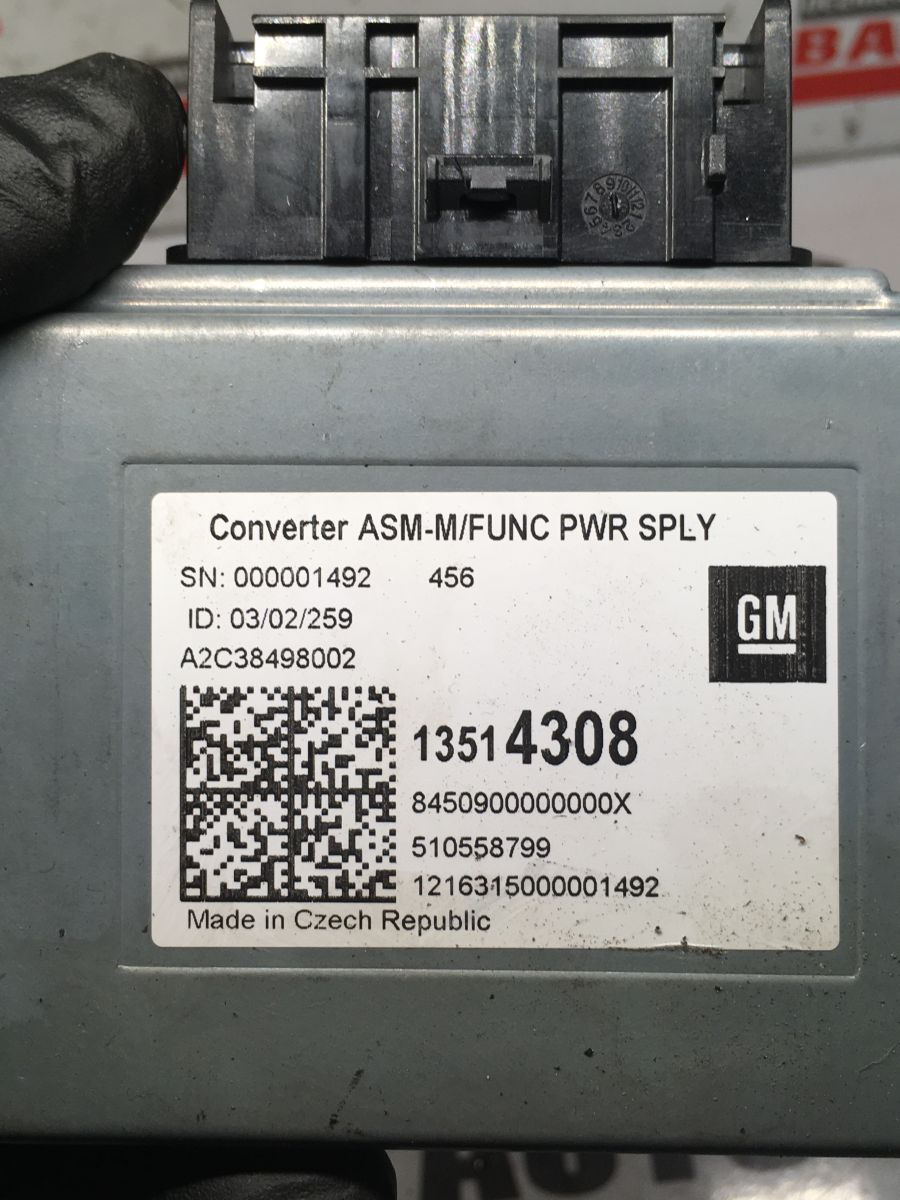 BA
Converter ASM-M/FUNC PWR SPLY
SN: 000001492 456
ID: 03/02/259
GM
A2C38498002
13514308
8450900000000X
510558799
1216315000001492
Made in Czech Republic